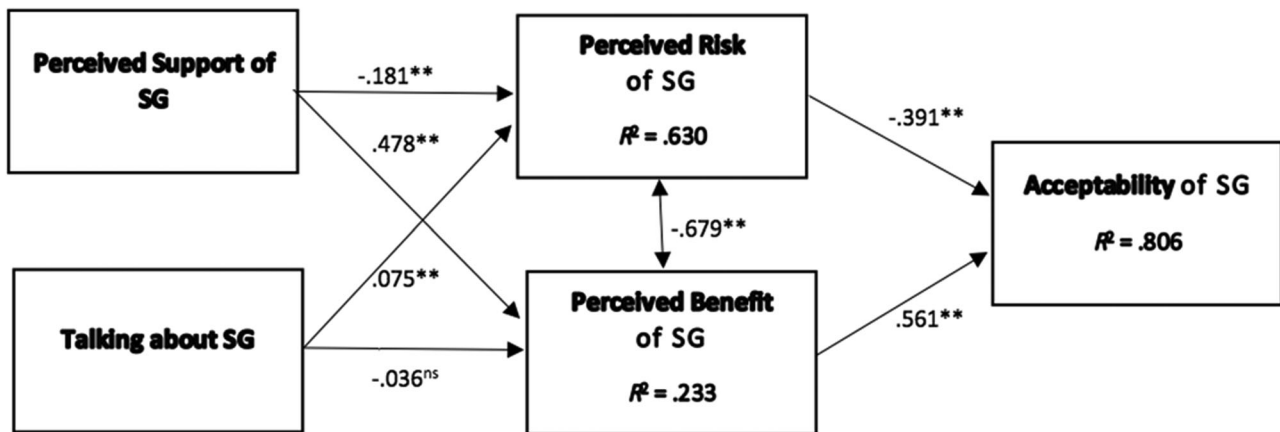 Perceived Support of
SG
-.181**
.478**
Perceived Risk
of SG
R² = .630
-.391**
Acceptability of SG
R² = .806
-.679**
Talking about SG
.075**
-.036ns
Perceived Benefit
of SG
R² = .233
.561**